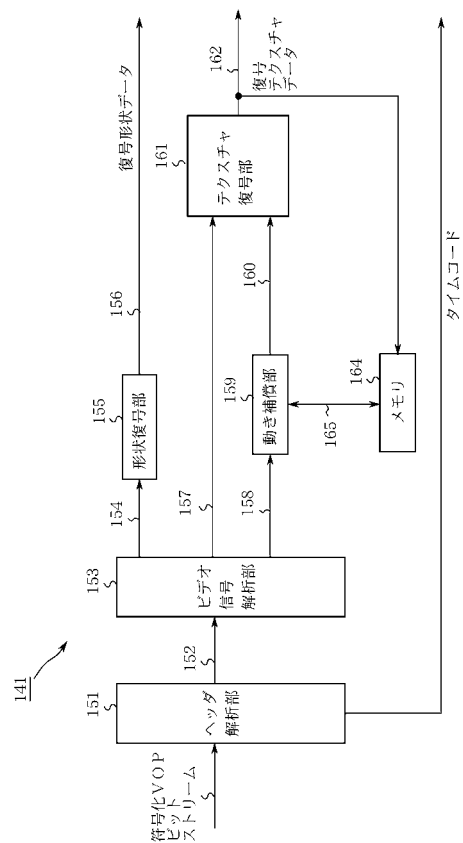 141
符号化VOP
ビット
ストリーム
151
ヘッダ
解析部
152
153
ビデオ
信号
解析部
154
155
形状復号部
156
復号形状データ
157
158
159
動き補償部
160
161
テクスチャ
復号部
162
復号
テクスチャ
データ
164
メモリ
165
タイムコード